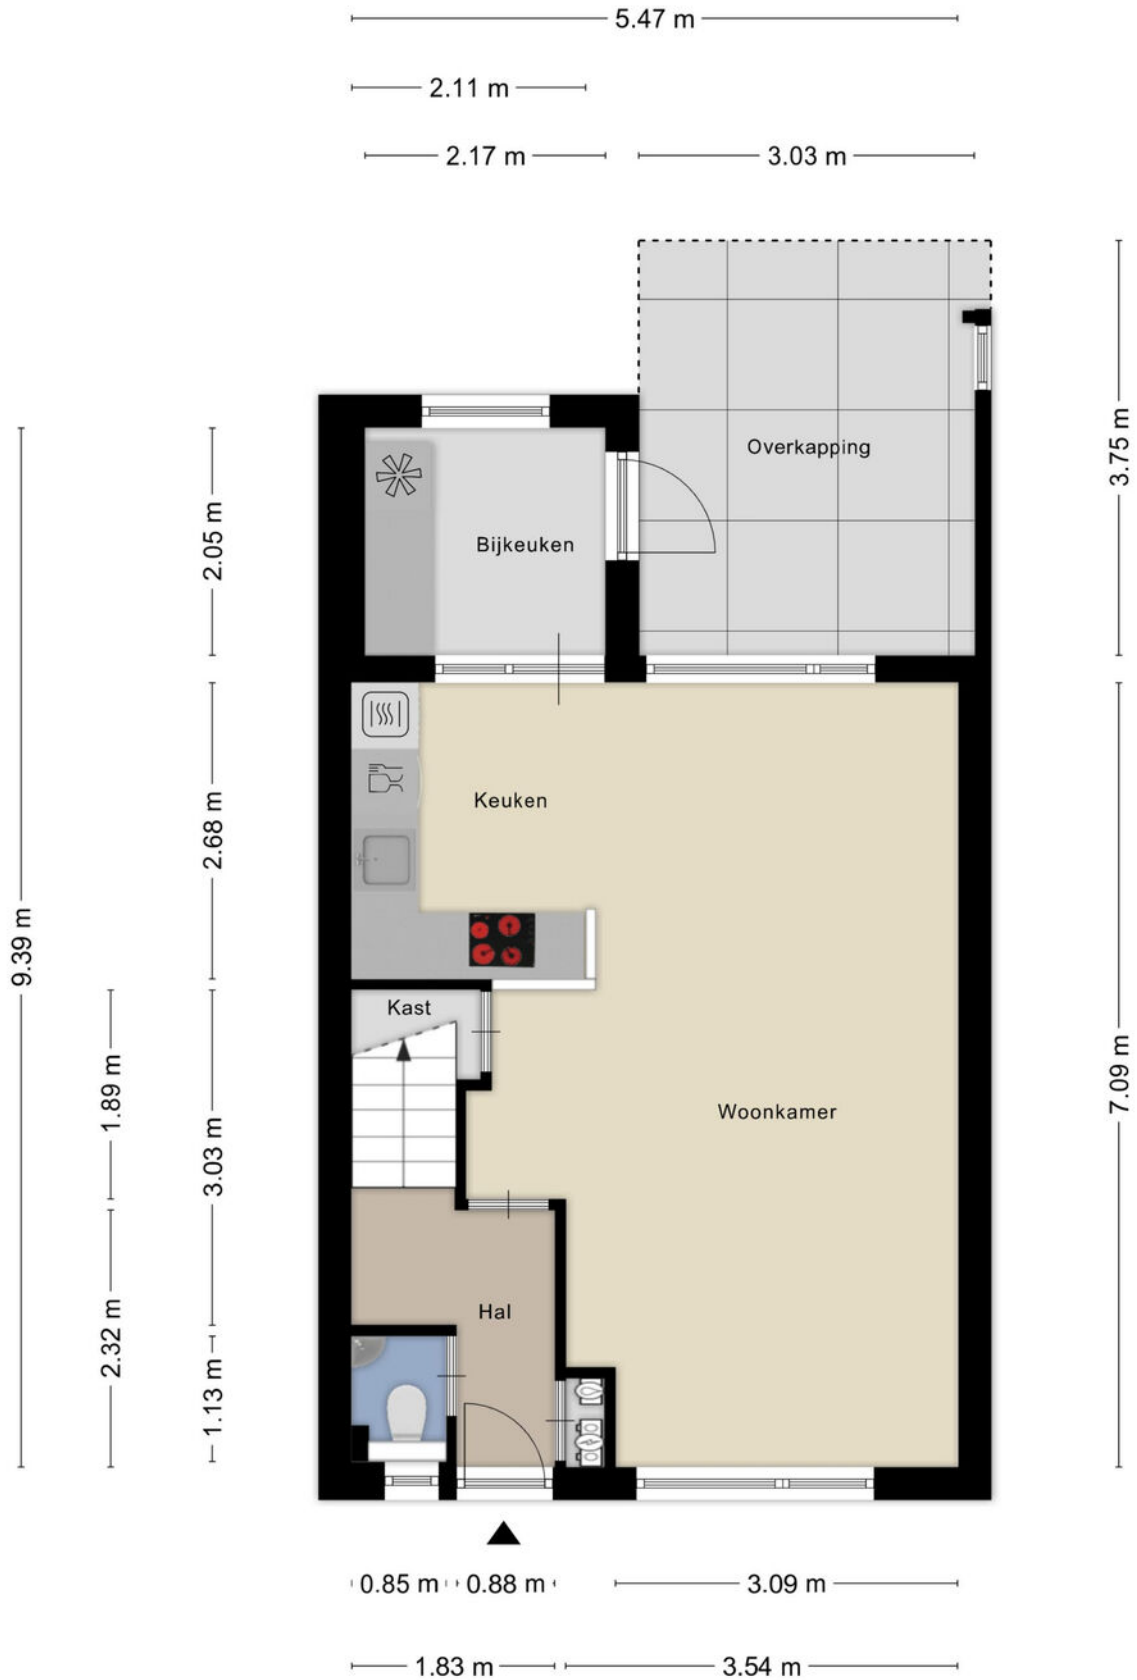 5.47 m
2.11 m
2.17 m
3.03 m
3.75 m
Overkapping
2.05 m
Bijkeuken
Keuken
2.68 m
9.39 m
Kast
7.09 m
1.89 m
Woonkamer
3.03 m
Hal
2.32 m
1.13 m
0.85 m
0.88 m
3.09 m
1.83 m
3.54 m